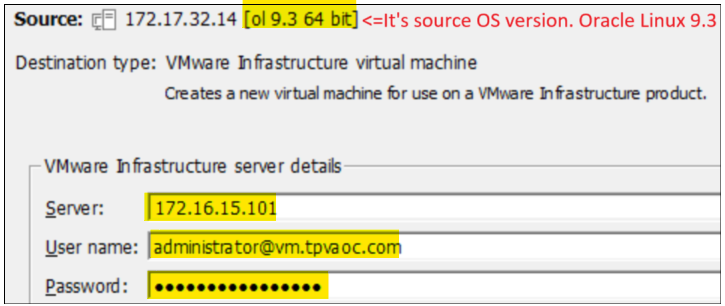 Source: 172.17.32.14 [ol 9.3 64 bit] <=It's source OS version. Oracle Linux 9.3
Destination type: VMware Infrastructure virtual machine
Creates a new virtual machine for use on a VMware Infrastructure product.
VMware Infrastructure server details
Server: 172.16.15.101
User name: administrator@vm.tpvaoc.com
Password: ●●●●●●●●●●●●●●●●